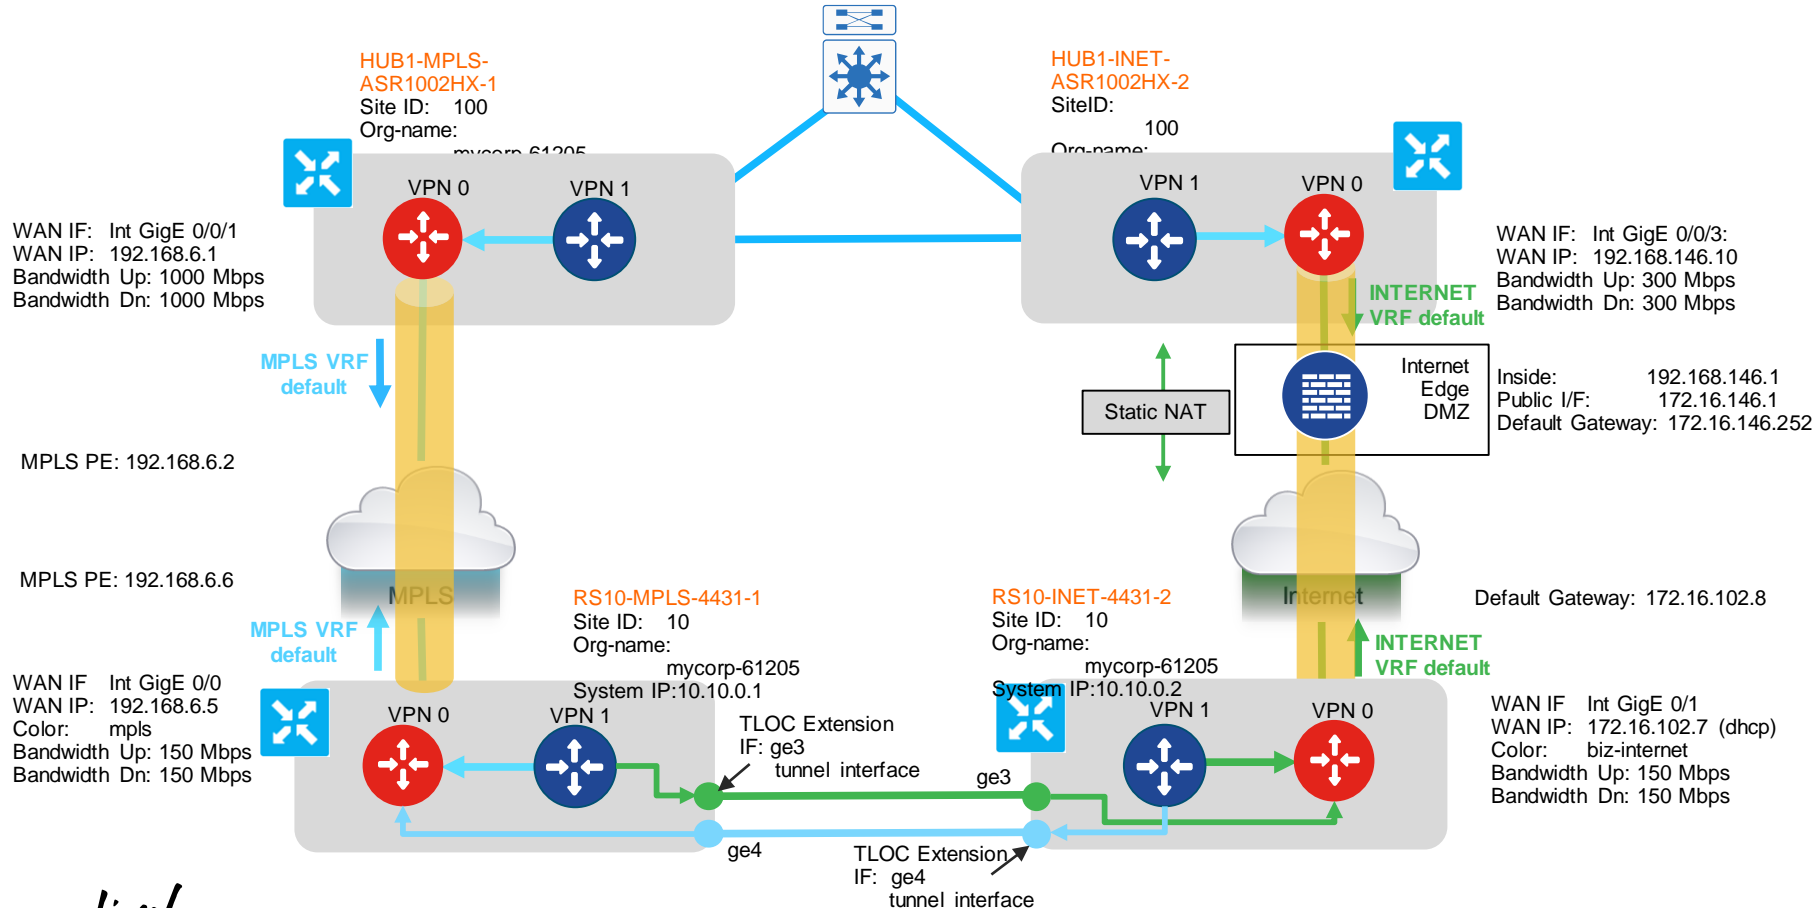 HUB1-MPLS-
ASR1002HX-1
Site ID: 100
Org-name:
mycorp-61205
HUB1-INET-
ASR1002HX-2
SiteID:
100
Org-name:
VPN 0
VPN 1
VPN 1
VPN 0
WAN IF: Int GigE 0/0/1
WAN IP: 192.168.6.1
Bandwidth Up: 1000 Mbps
Bandwidth Dn: 1000 Mbps
WAN IF: Int GigE 0/0/3:
WAN IP: 192.168.146.10
Bandwidth Up: 300 Mbps
Bandwidth Dn: 300 Mbps
INTERNET
VRF default
MPLS VRF
default
Static NAT
Internet
Edge
DMZ
Inside: 192.168.146.1
Public I/F: 172.16.146.1
Default Gateway: 172.16.146.252
MPLS PE: 192.168.6.2
MPLS PE: 192.168.6.6
MPLS
Internet
Default Gateway: 172.16.102.8
MPLS VRF
default
INTERNET
VRF default
RS10-MPLS-4431-1
Site ID: 10
Org-name:
mycorp-61205
System IP:10.10.0.1
RS10-INET-4431-2
Site ID: 10
Org-name:
mycorp-61205
System IP:10.10.0.2
WAN IF Int GigE 0/0
WAN IP: 192.168.6.5
Color: mpls
Bandwidth Up: 150 Mbps
Bandwidth Dn: 150 Mbps
VPN 0
VPN 1
VPN 1
VPN 0
WAN IF Int GigE 0/1
WAN IP: 172.16.102.7 (dhcp)
Color: biz-internet
Bandwidth Up: 150 Mbps
Bandwidth Dn: 150 Mbps
TLOC Extension
IF: ge3
tunnel interface
ge3
ge4
TLOC Extension
IF: ge4
tunnel interface